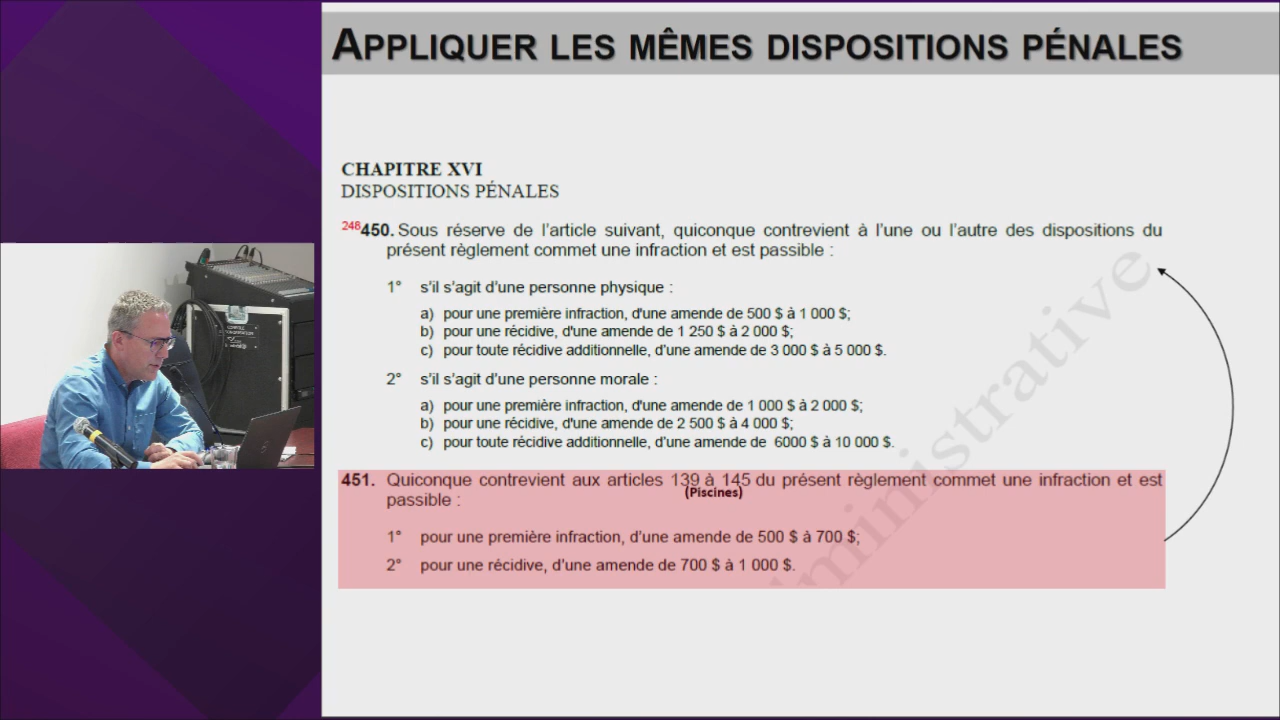 APPLIQUER LES MÊMES DISPOSITIONS PÉNALES
CHAPITRE XVI
DISPOSITIONS PÉNALES
248450. Sous réserve de l'article suivant, quiconque contrevient à l'une ou l'autre des dispositions du
présent règlement commet une infraction et est passible :
1° s'il s'agit d'une personne physique :
a) pour une première infraction, d'une amende de 500 $ à 1 000 $;
b) pour une récidive, d'une amende de 1 250 $ à 2 000 $;
c) pour toute récidive additionnelle, d'une amende de 3 000 $ à 5 000 $.
2° s'il s'agit d'une personne morale :
a) pour une première infraction, d'une amende de 1 000 $ à 2 000 $;
b) pour une récidive, d'une amende de 2 500 $ à 4 000 $;
c) pour toute récidive additionnelle, d'une amende de 6000 $ à 10 000 $.
451. Quiconque contrevient aux articles 139 à 145 du présent règlement commet une infraction et est
(Piscines)
passible :
1° pour une première infraction, d'une amende de 500 $ à 700 $;
2° pour une récidive, d'une amende de 700 $ à 1 000 $.
ministrative